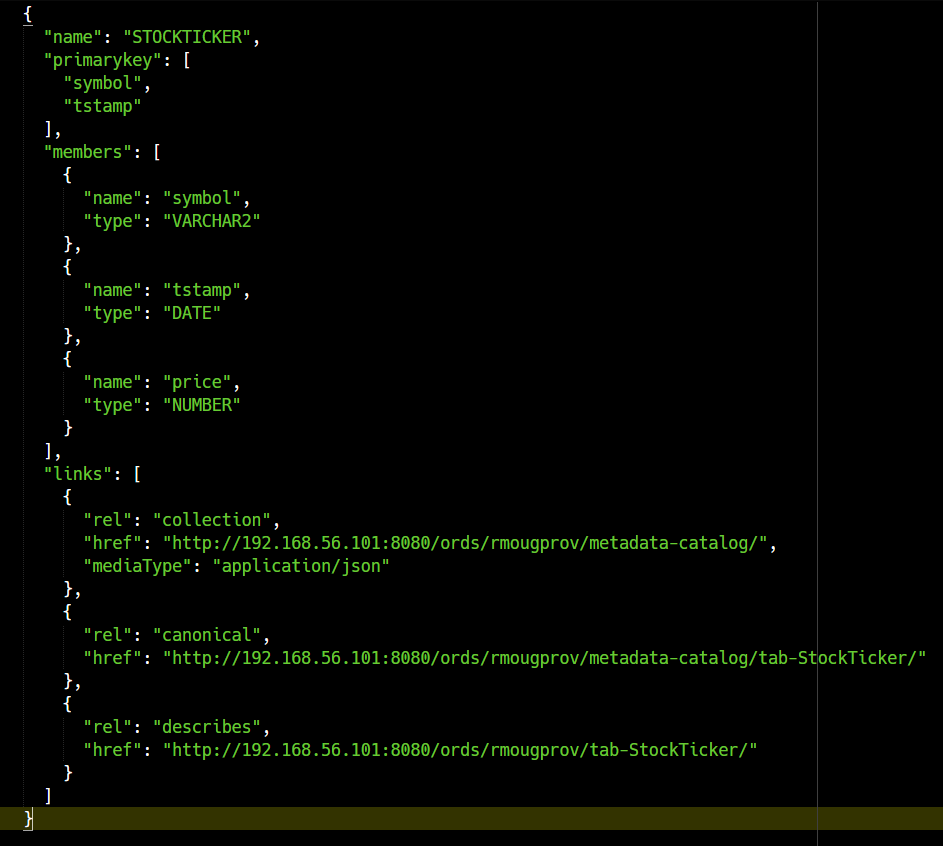 {
  "name": "STOCKTICKER",
  "primarykey": [
    "symbol",
    "tstamp"
  ],
  "members": [
    {
      "name": "symbol",
      "type": "VARCHAR2"
    },
    {
      "name": "tstamp",
      "type": "DATE"
    },
    {
      "name": "price",
      "type": "NUMBER"
    }
  ],
  "links": [
    {
      "rel": "collection",
      "href": "http://192.168.56.101:8080/ords/rmougprov/metadata-catalog/",
      "mediaType": "application/json"
    },
    {
      "rel": "canonical",
      "href": "http://192.168.56.101:8080/ords/rmougprov/metadata-catalog/tab-StockTicker/"
    },
    {
      "rel": "describes",
      "href": "http://192.168.56.101:8080/ords/rmougprov/tab-StockTicker/"
    }
  ]
}